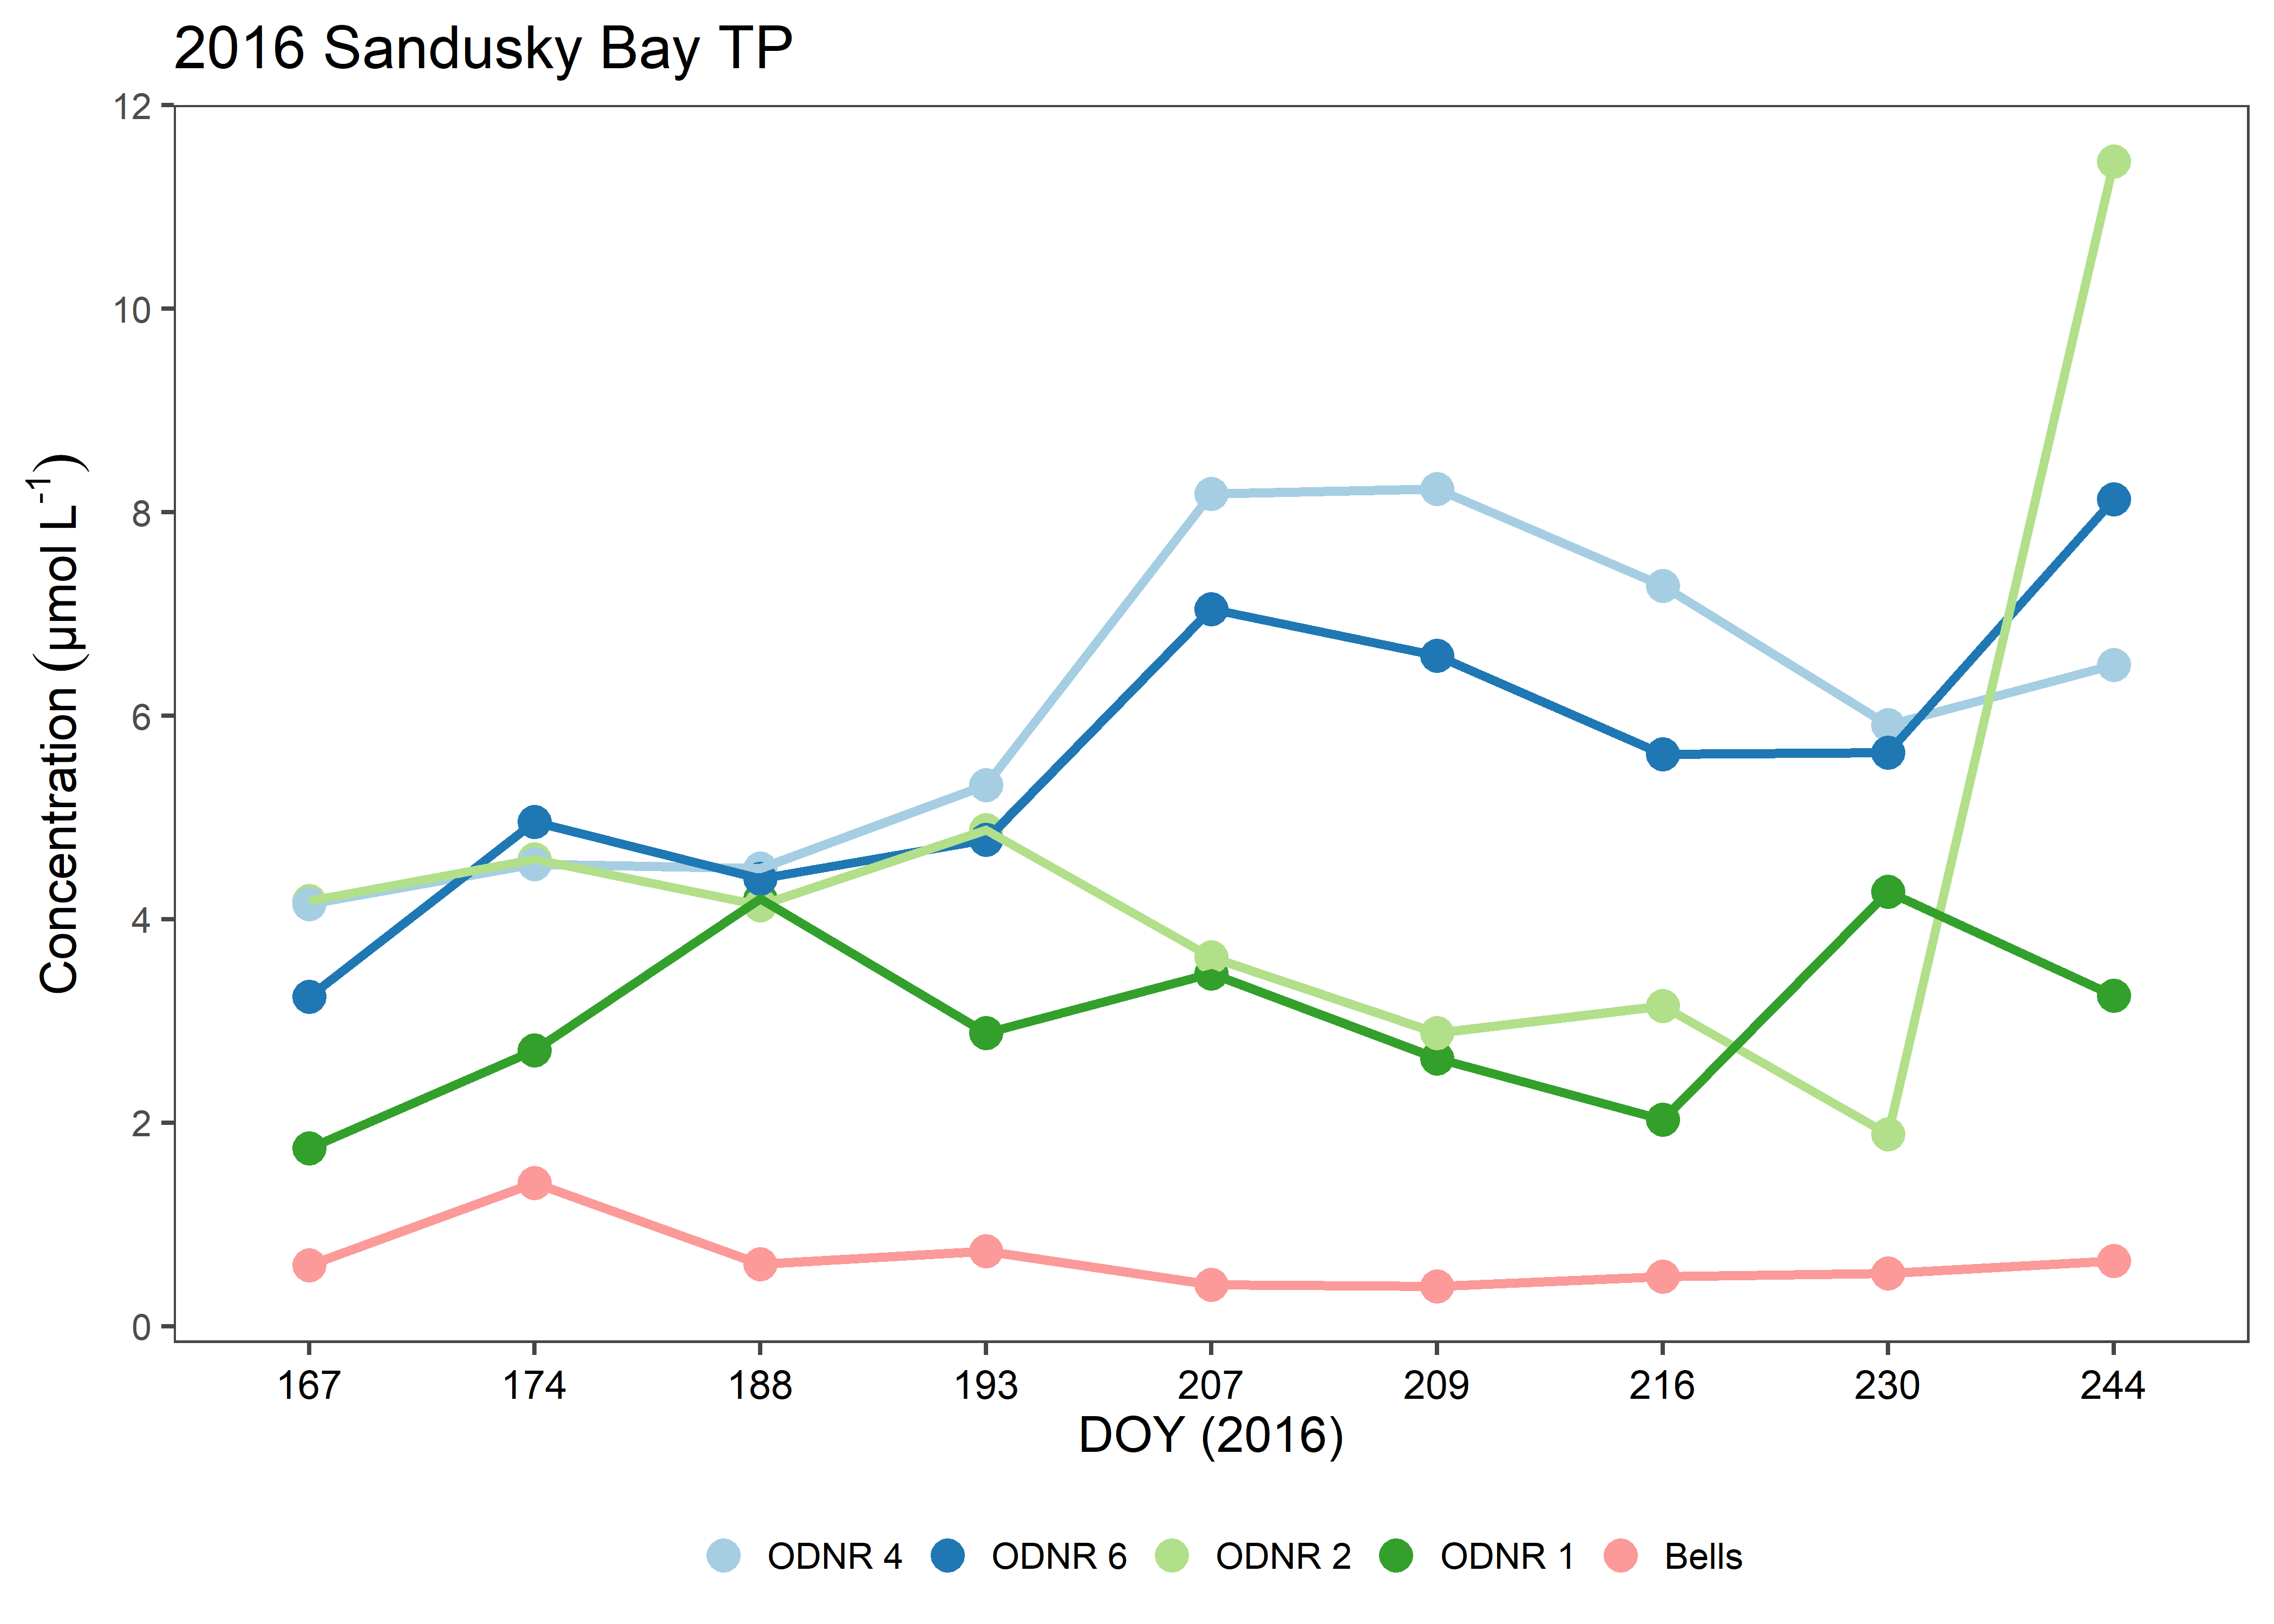 2016 Sandusky Bay TP
12
10
8
6
4
2
0
Concentration (μmol L⁻¹)
167 174 188 193 207 209 216 230 244
DOY (2016)
ODNR 4 ODNR 6 ODNR 2 ODNR 1 Bells